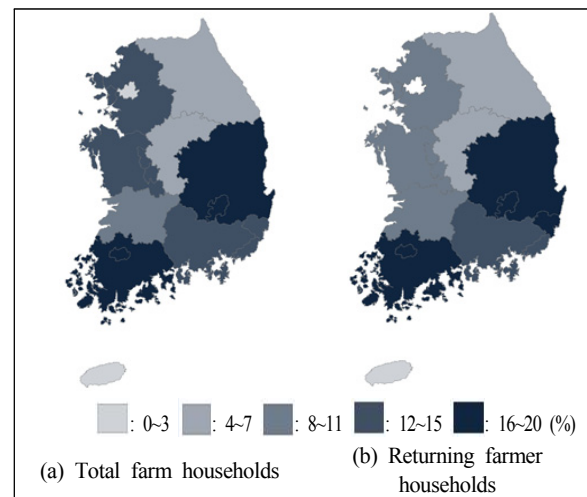 : 0~3 : 4~7 : 8~11 : 12~15 : 16~20 (%)
(a) Total farm households
(b) Returning farmer
households